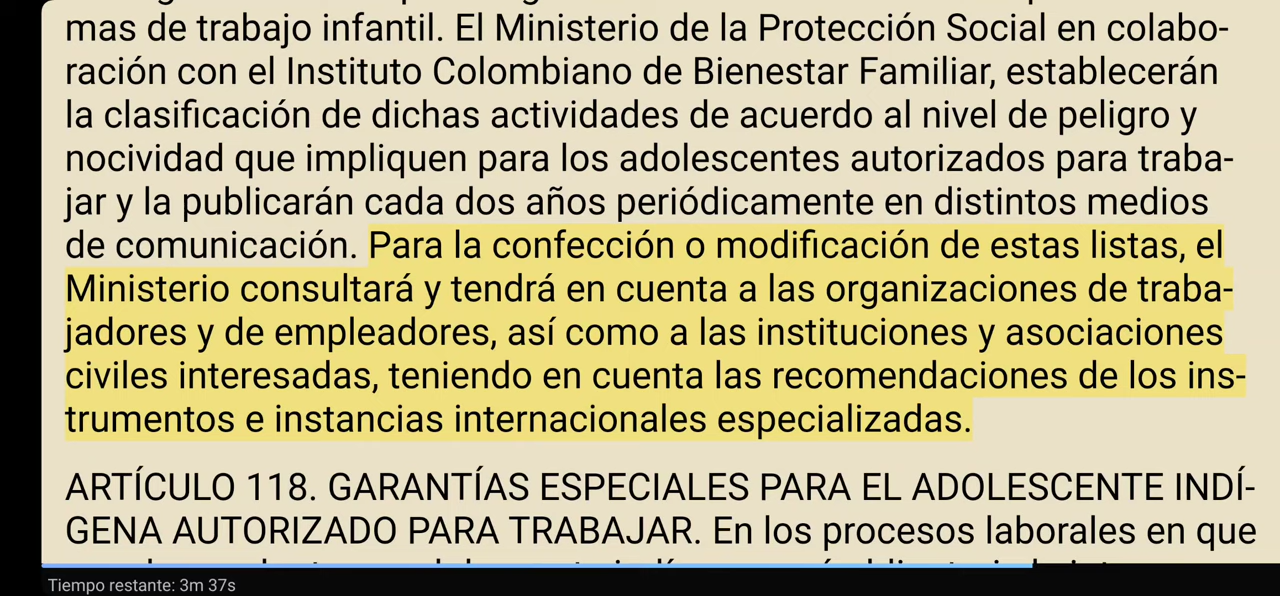 mas de trabajo infantil. El Ministerio de la Protección Social en colabo-
ración con el Instituto Colombiano de Bienestar Familiar, establecerán
la clasificación de dichas actividades de acuerdo al nivel de peligro y
nocividad que impliquen para los adolescentes autorizados para traba-
jar y la publicarán cada dos años periódicamente en distintos medios
de comunicación. Para la confección o modificación de estas listas, el
Ministerio consultará y tendrá en cuenta a las organizaciones de traba-
jadores y de empleadores, así como a las instituciones y asociaciones
civiles interesadas, teniendo en cuenta las recomendaciones de los ins-
trumentos e instancias internacionales especializadas.
ARTÍCULO 118. GARANTÍAS ESPECIALES PARA EL ADOLESCENTE INDÍ-
GENA AUTORIZADO PARA TRABAJAR. En los procesos laborales en que
Tiempo restante: 3m 37s